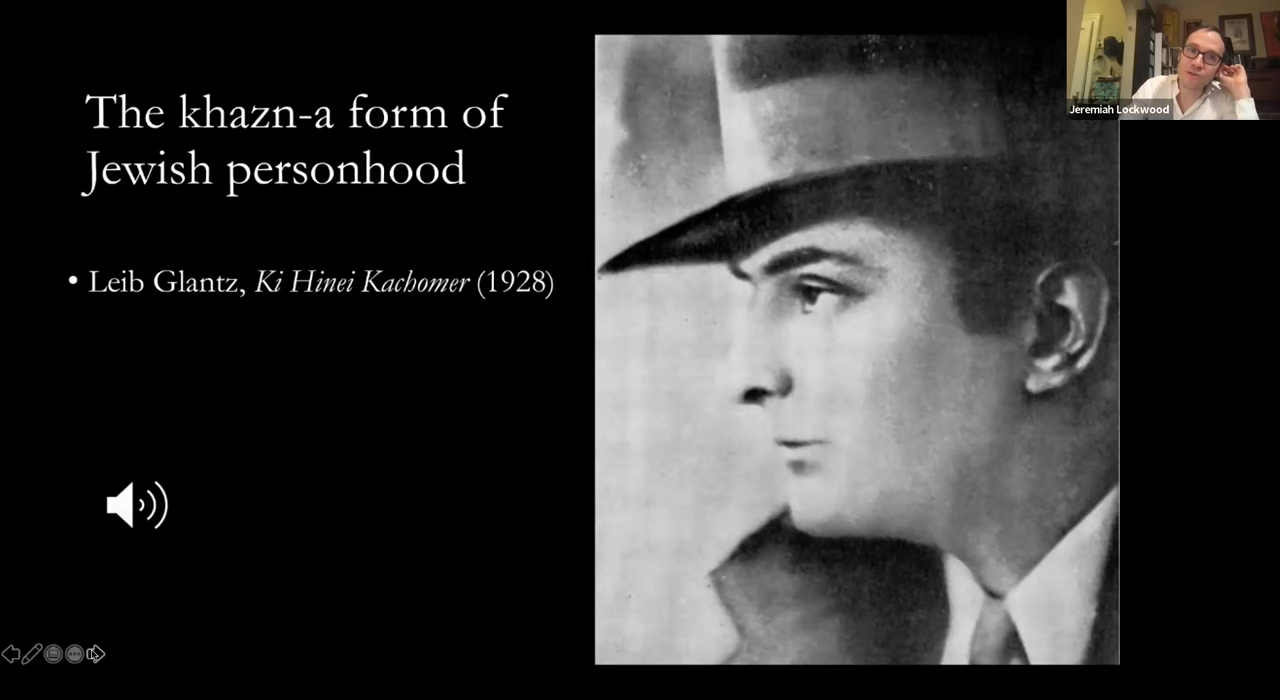 The khazn-a form of
Jewish personhood
• Leib Glantz, Ki Hinei Kachomer (1928)
Jeremiah Lockwood